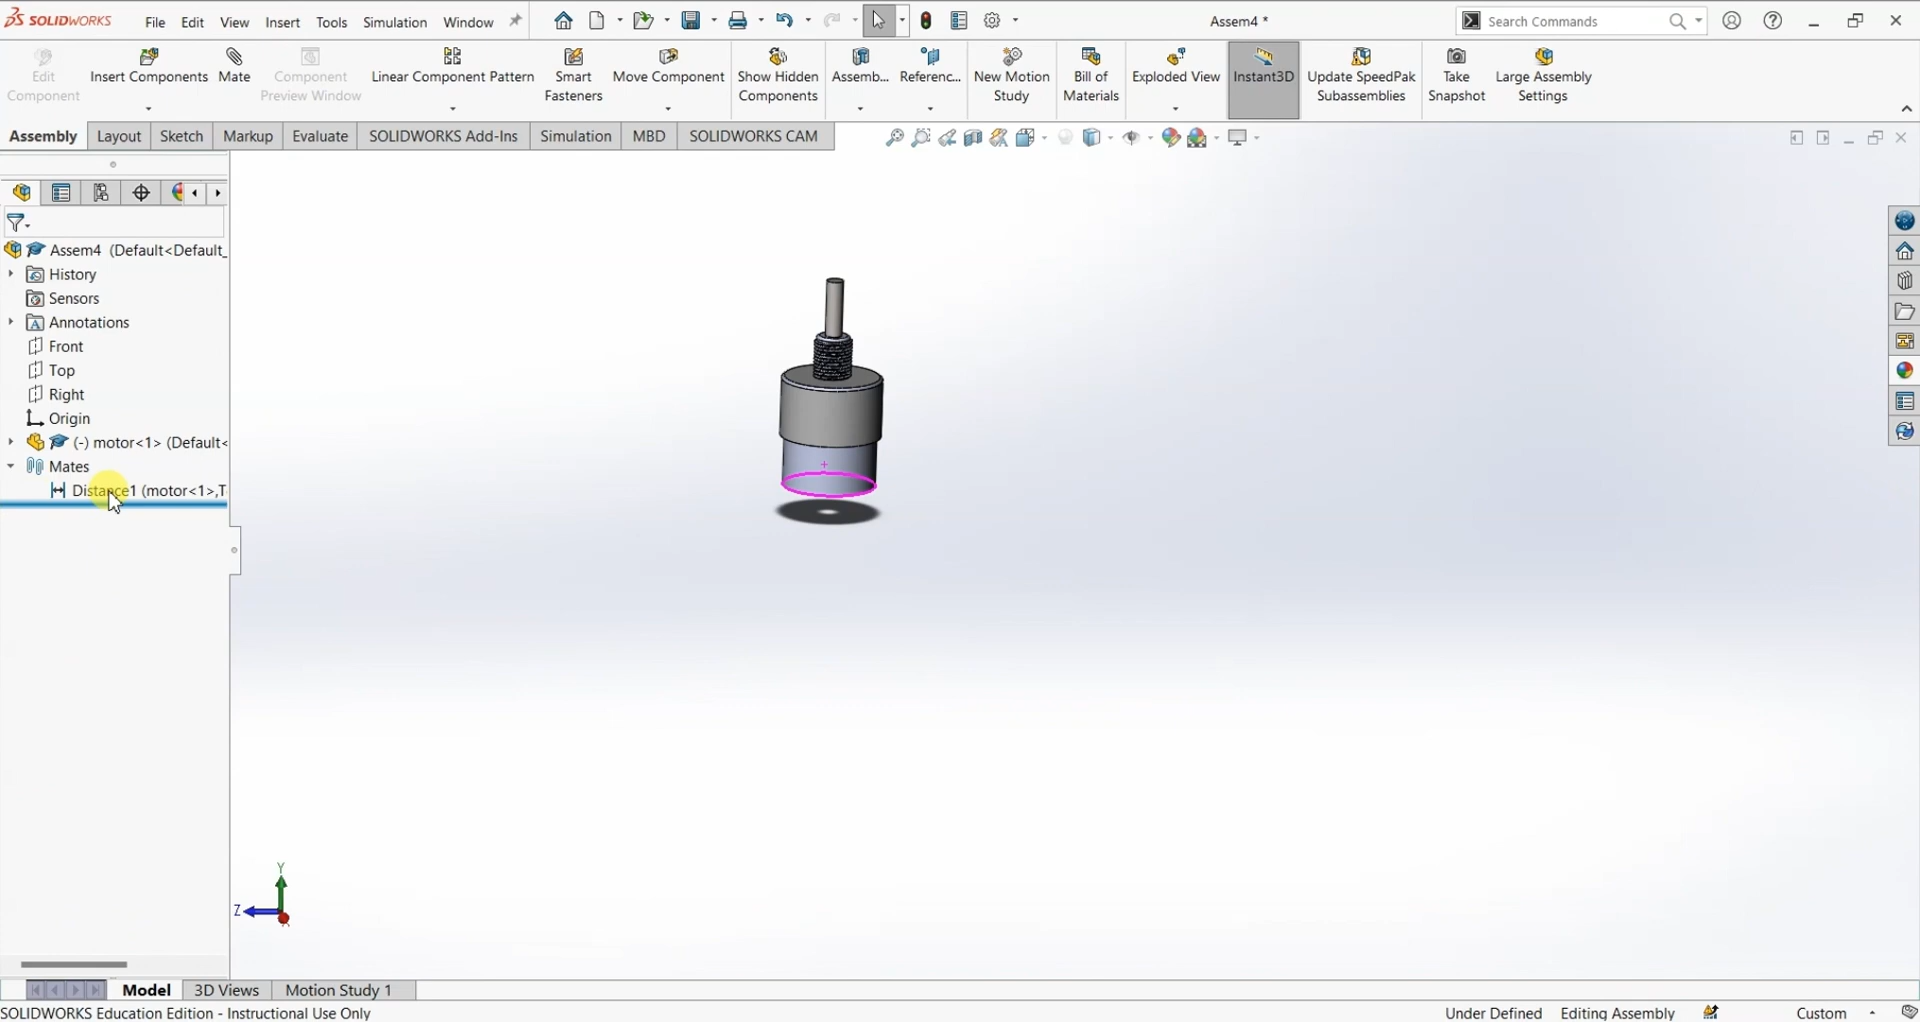 SOLIDWORKS File Edit View Insert Tools Simulation Window Assem4 * Search Commands
Edit Component
Insert Components
Mate
Component Preview Window
Linear Component Pattern
Smart Fasteners
Move Component
Show Hidden Components
Assemb...
Referenc...
New Motion Study
Bill of Materials
Exploded View
Instant3D
Update SpeedPak Subassemblies
Take Snapshot
Large Assembly Settings
Assembly Layout Sketch Markup Evaluate SOLIDWORKS Add-Ins Simulation MBD SOLIDWORKS CAM
Assem4 (Default<Default_
History
Sensors
Annotations
Front
Top
Right
Origin
(-) motor<1> (Default<
Mates
Distance1 (motor<1>,T
Y
Z
Model 3D Views Motion Study 1
SOLIDWORKS Education Edition - Instructional Use Only Under Defined Editing Assembly Custom